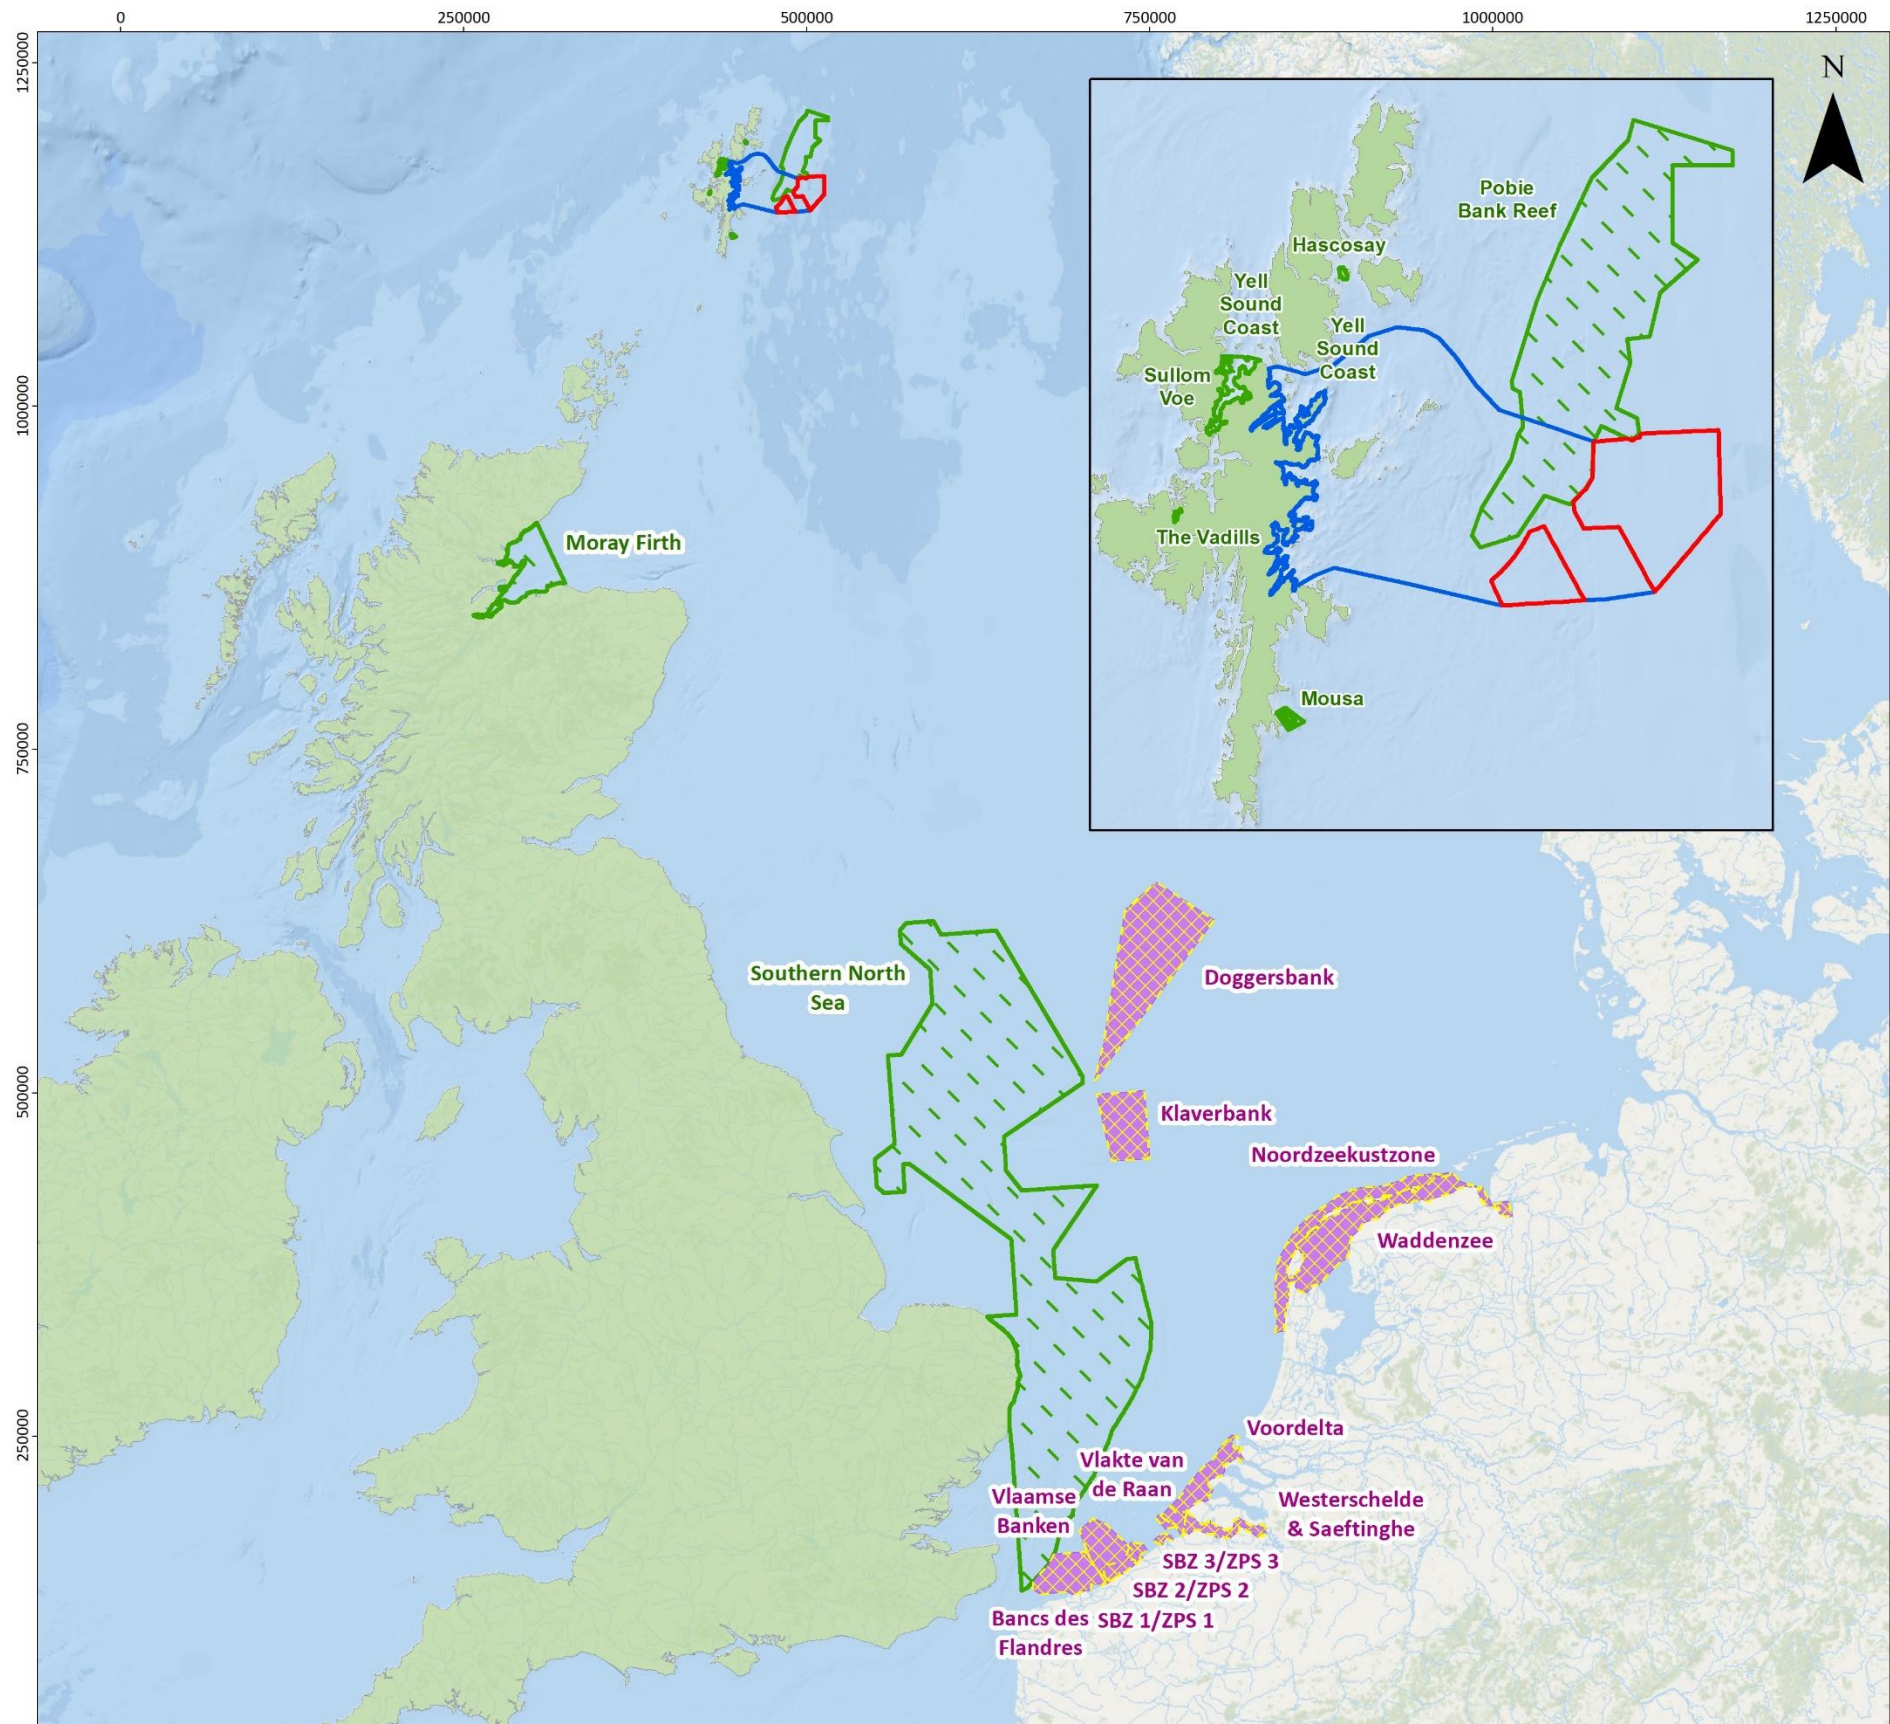 0
250000
500000
750000
1000000
1250000
1250000
1000000
750000
500000
250000
N
Pobie
Bank Reef
Hascosay
Yell
Sound
Coast
Yell
Sound
Coast
Sullom
Voe
The Vadills
Mousa
Moray Firth
Southern North
Sea
Doggersbank
Klaverbank
Noordzeekustzone
Waddenzee
Voordelta
Vlakte van
de Raan
Vlaamse
Banken
Westerschelde
& Saeftinghe
SBZ 3/ZPS 3
SBZ 2/ZPS 2
SBZ 1/ZPS 1
Bancs des
Flandres